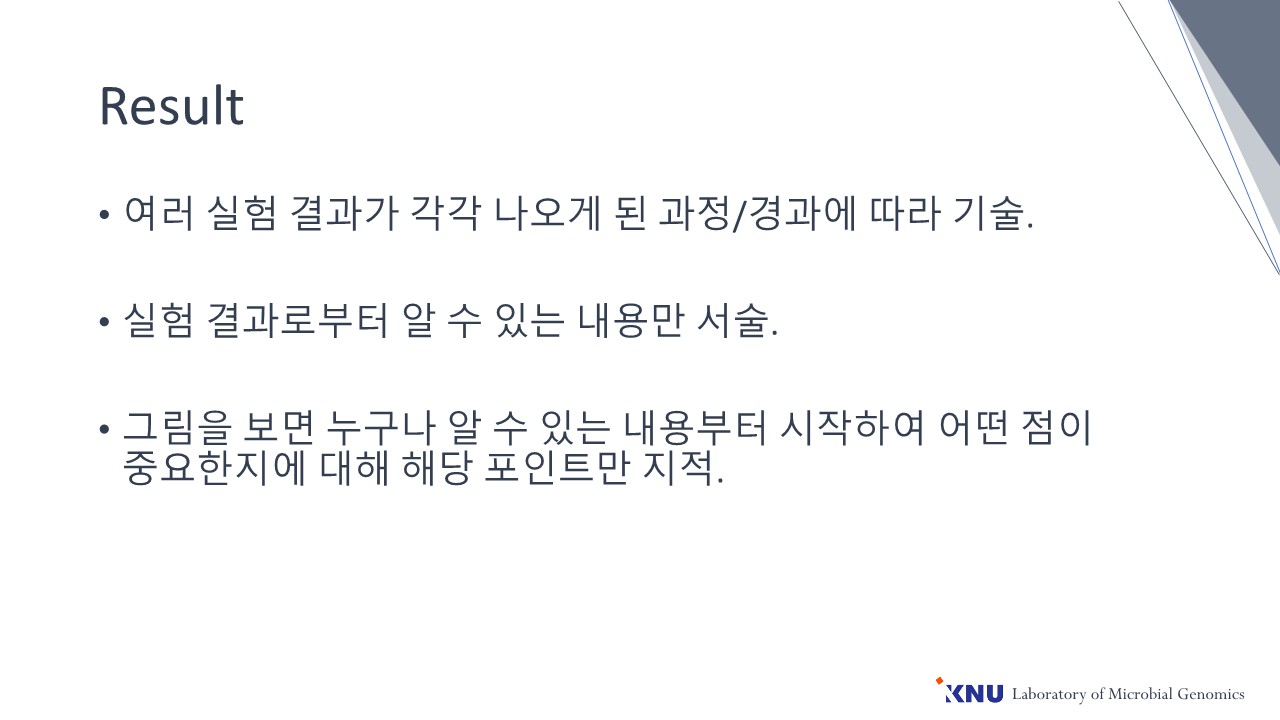 Result
• 여러 실험 결과가 각각 나오게 된 과정/경과에 따라 기술.
• 실험 결과로부터 알 수 있는 내용만 서술.
• 그림을 보면 누구나 알 수 있는 내용부터 시작하여 어떤 점이
중요한지에 대해 해당 포인트만 지적.
KNU Laboratory of Microbial Genomics